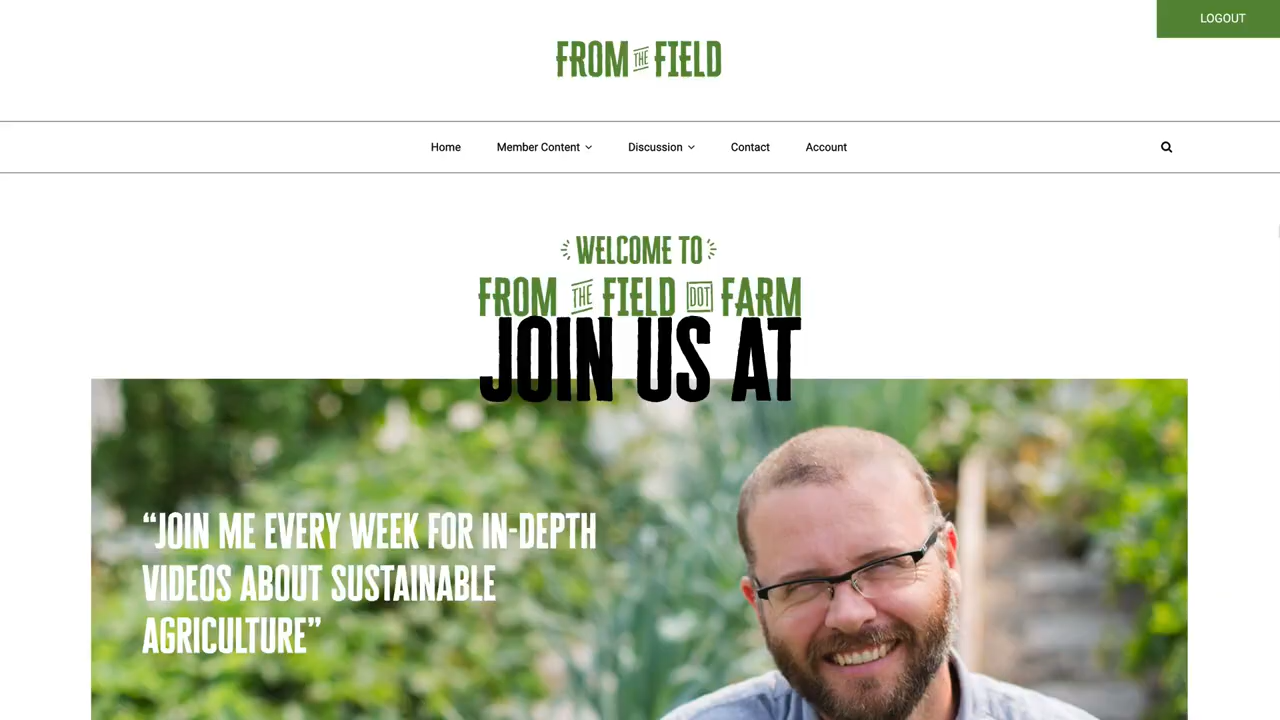 LOGOUT
FROM THE FIELD
Home Member Content Discussion Contact Account
WELCOME TO
FROM THE FIELD DOT FARM
JOIN US AT
“JOIN ME EVERY WEEK FOR IN-DEPTH
VIDEOS ABOUT SUSTAINABLE
AGRICULTURE”